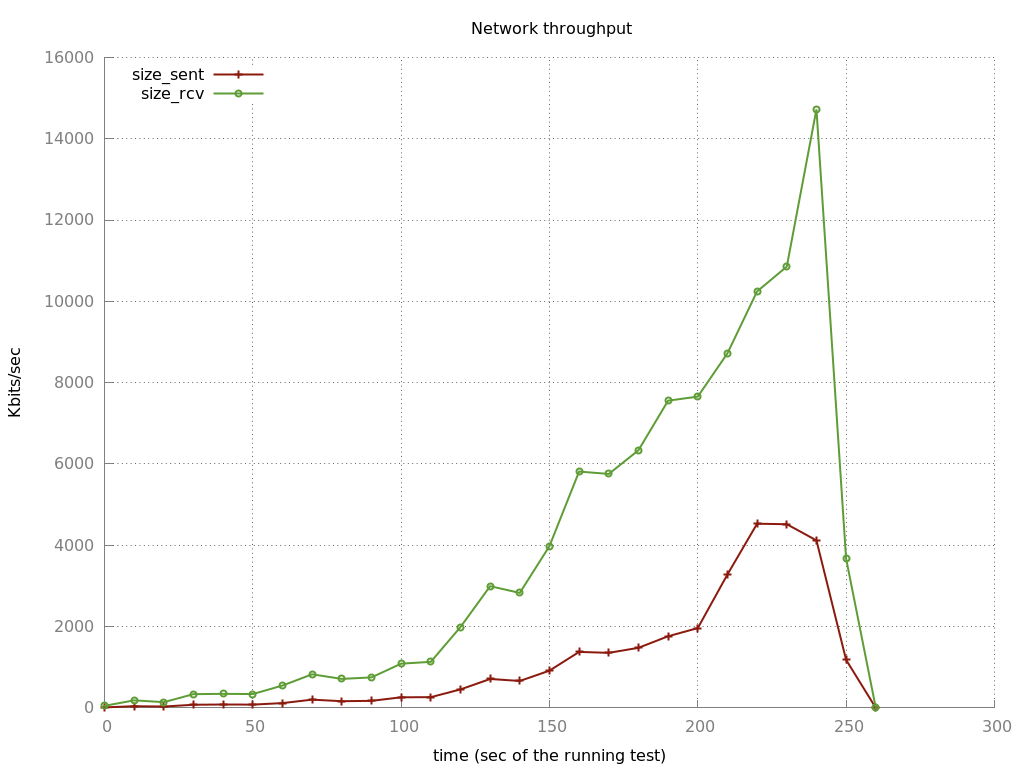 Network throughput
16000
size_sent
size_rcv
14000
12000
10000
8000
6000
4000
2000
0
Kbits/sec
0 50 100 150 200 250 300
time (sec of the running test)